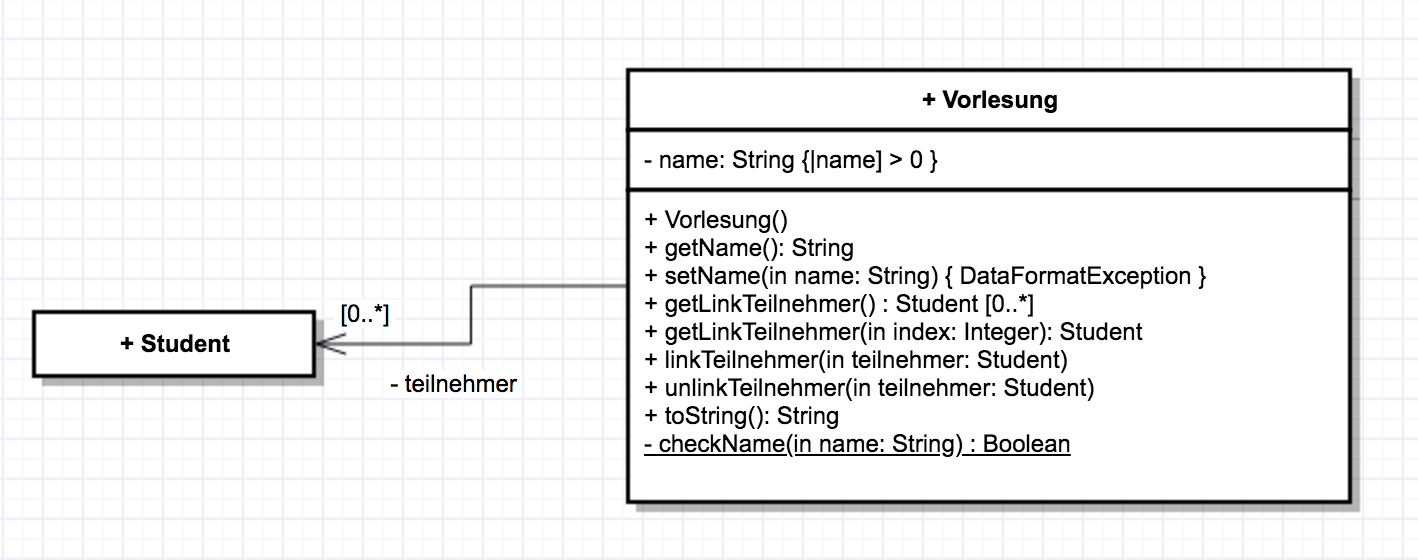 + Vorlesung
- name: String {|name] > 0 }
+ Vorlesung()
+ getName(): String
+ setName(in name: String) { DataFormatException }
+ getLinkTeilnehmer() : Student [0..*]
+ getLinkTeilnehmer(in index: Integer): Student
+ linkTeilnehmer(in teilnehmer: Student)
+ unlinkTeilnehmer(in teilnehmer: Student)
+ toString(): String
- checkName(in name: String) : Boolean
[0..*]
+ Student
- teilnehmer